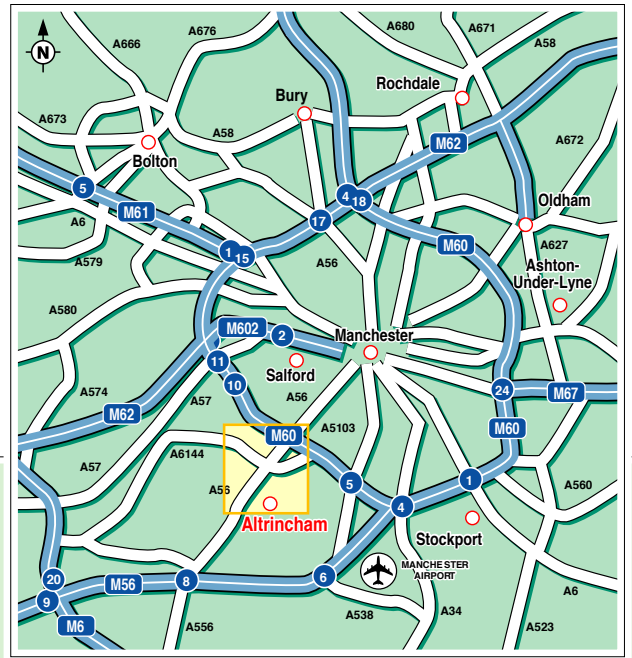 A676
A680
A671
A666
A58
N
Rochdale
Bury
A673
A58
A672
M62
Bolton
5
4
18
Oldham
M61
17
A6
M60
A627
1
15
A56
A579
Ashton-
Under-Lyne
A580
M602
2
Manchester
11
Salford
10
24
A574
A57
A56
M67
M62
A5103
M60
M60
A6144
A57
1
5
A56
A560
4
Altrincham
Stockport
MANCHESTER
AIRPORT
20
M56
8
6
A6
9
A538
A34
M6
A556
A523